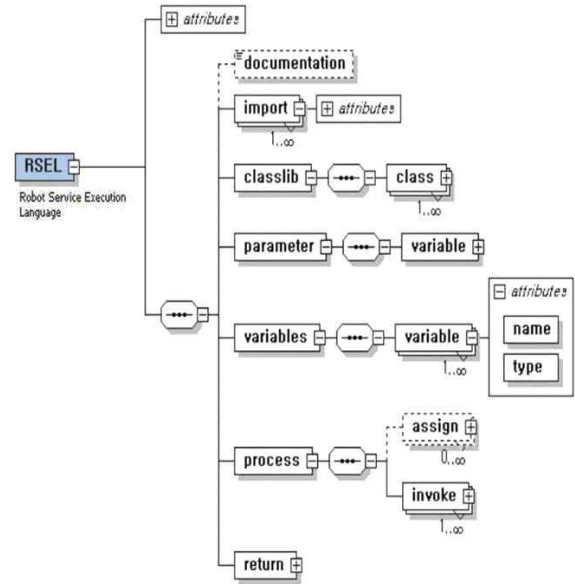 attributes
documentation
import
attributes
1..∞
RSEL
Robot Service Execution
Language
classlib
class
1..∞
parameter
variable
variables
variable
1..∞
attributes
name
type
process
assign
0..∞
invoke
1..∞
return